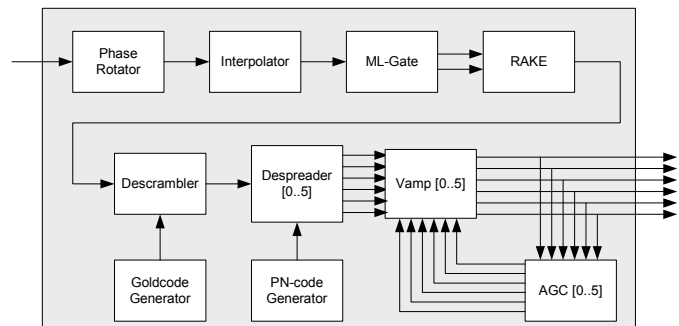 Phase
Rotator
Interpolator
ML-Gate
RAKE
Descrambler
Despreader
[0..5]
Vamp [0..5]
Goldcode
Generator
PN-code
Generator
AGC [0..5]